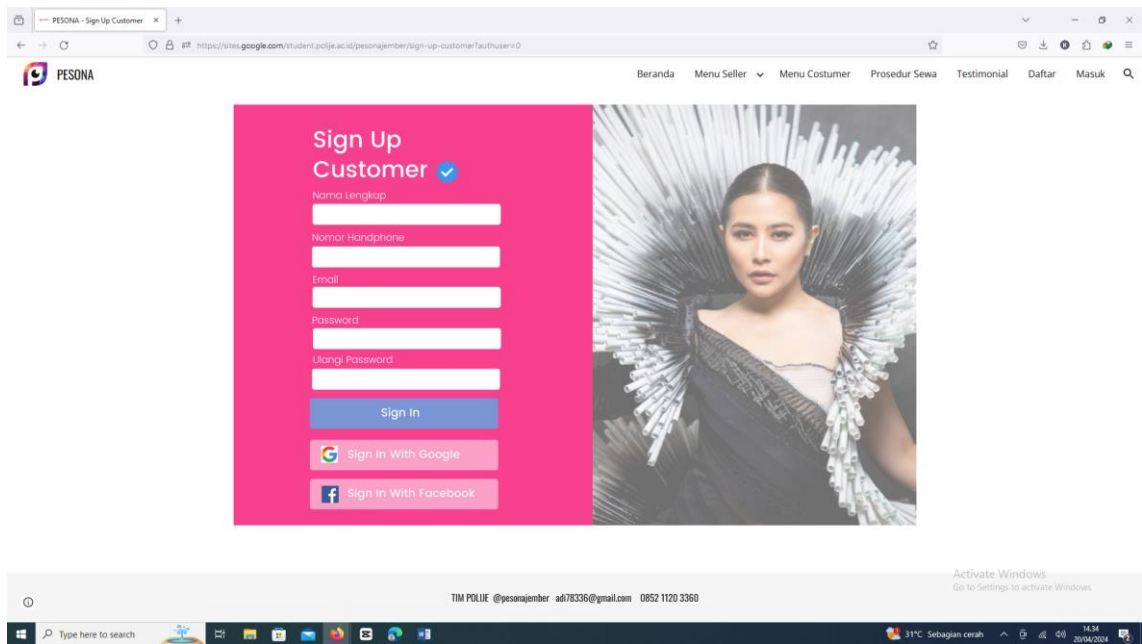 PESONA - Sign Up Customer
https://sites.google.com/student.polije.ac.id/pesonajember/sign-up-customer?authuser=0
PESONA
Beranda Menu Seller Menu Costumer Prosedur Sewa Testimonial Daftar Masuk
Sign Up
Customer
Nama Lengkap
Nomor Handphone
Email
Password
Ulangi Password
Sign In
Sign In With Google
Sign In With Facebook
Activate Windows
Go to Settings to activate Windows.
TIM POLIJE @pesonajember adi78336@gmail.com 0852 1120 3360
Type here to search
31°C Sebagian cerah
14.34
20/04/2024